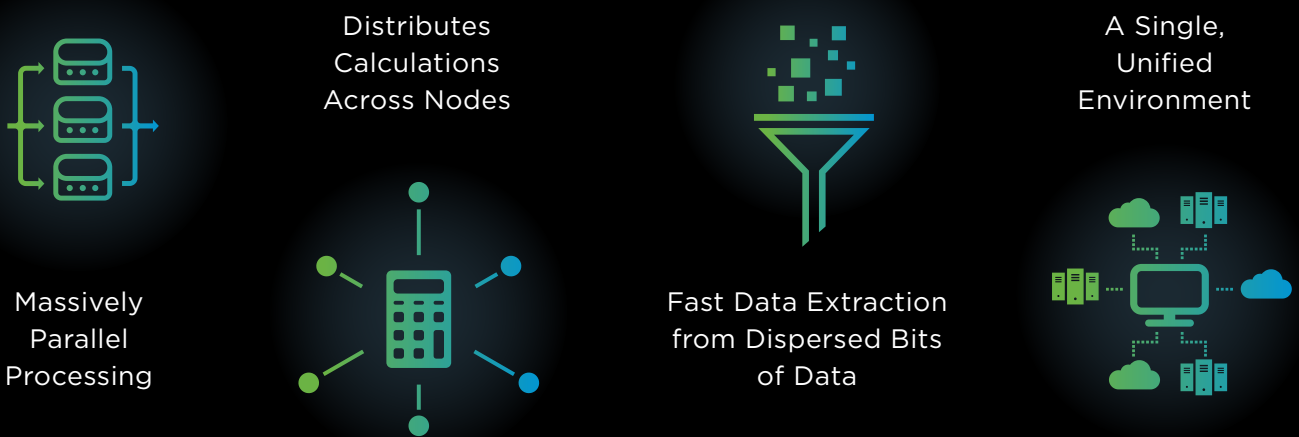 Massively
Parallel
Processing
Distributes
Calculations
Across Nodes
Fast Data Extraction
from Dispersed Bits
of Data
A Single,
Unified
Environment